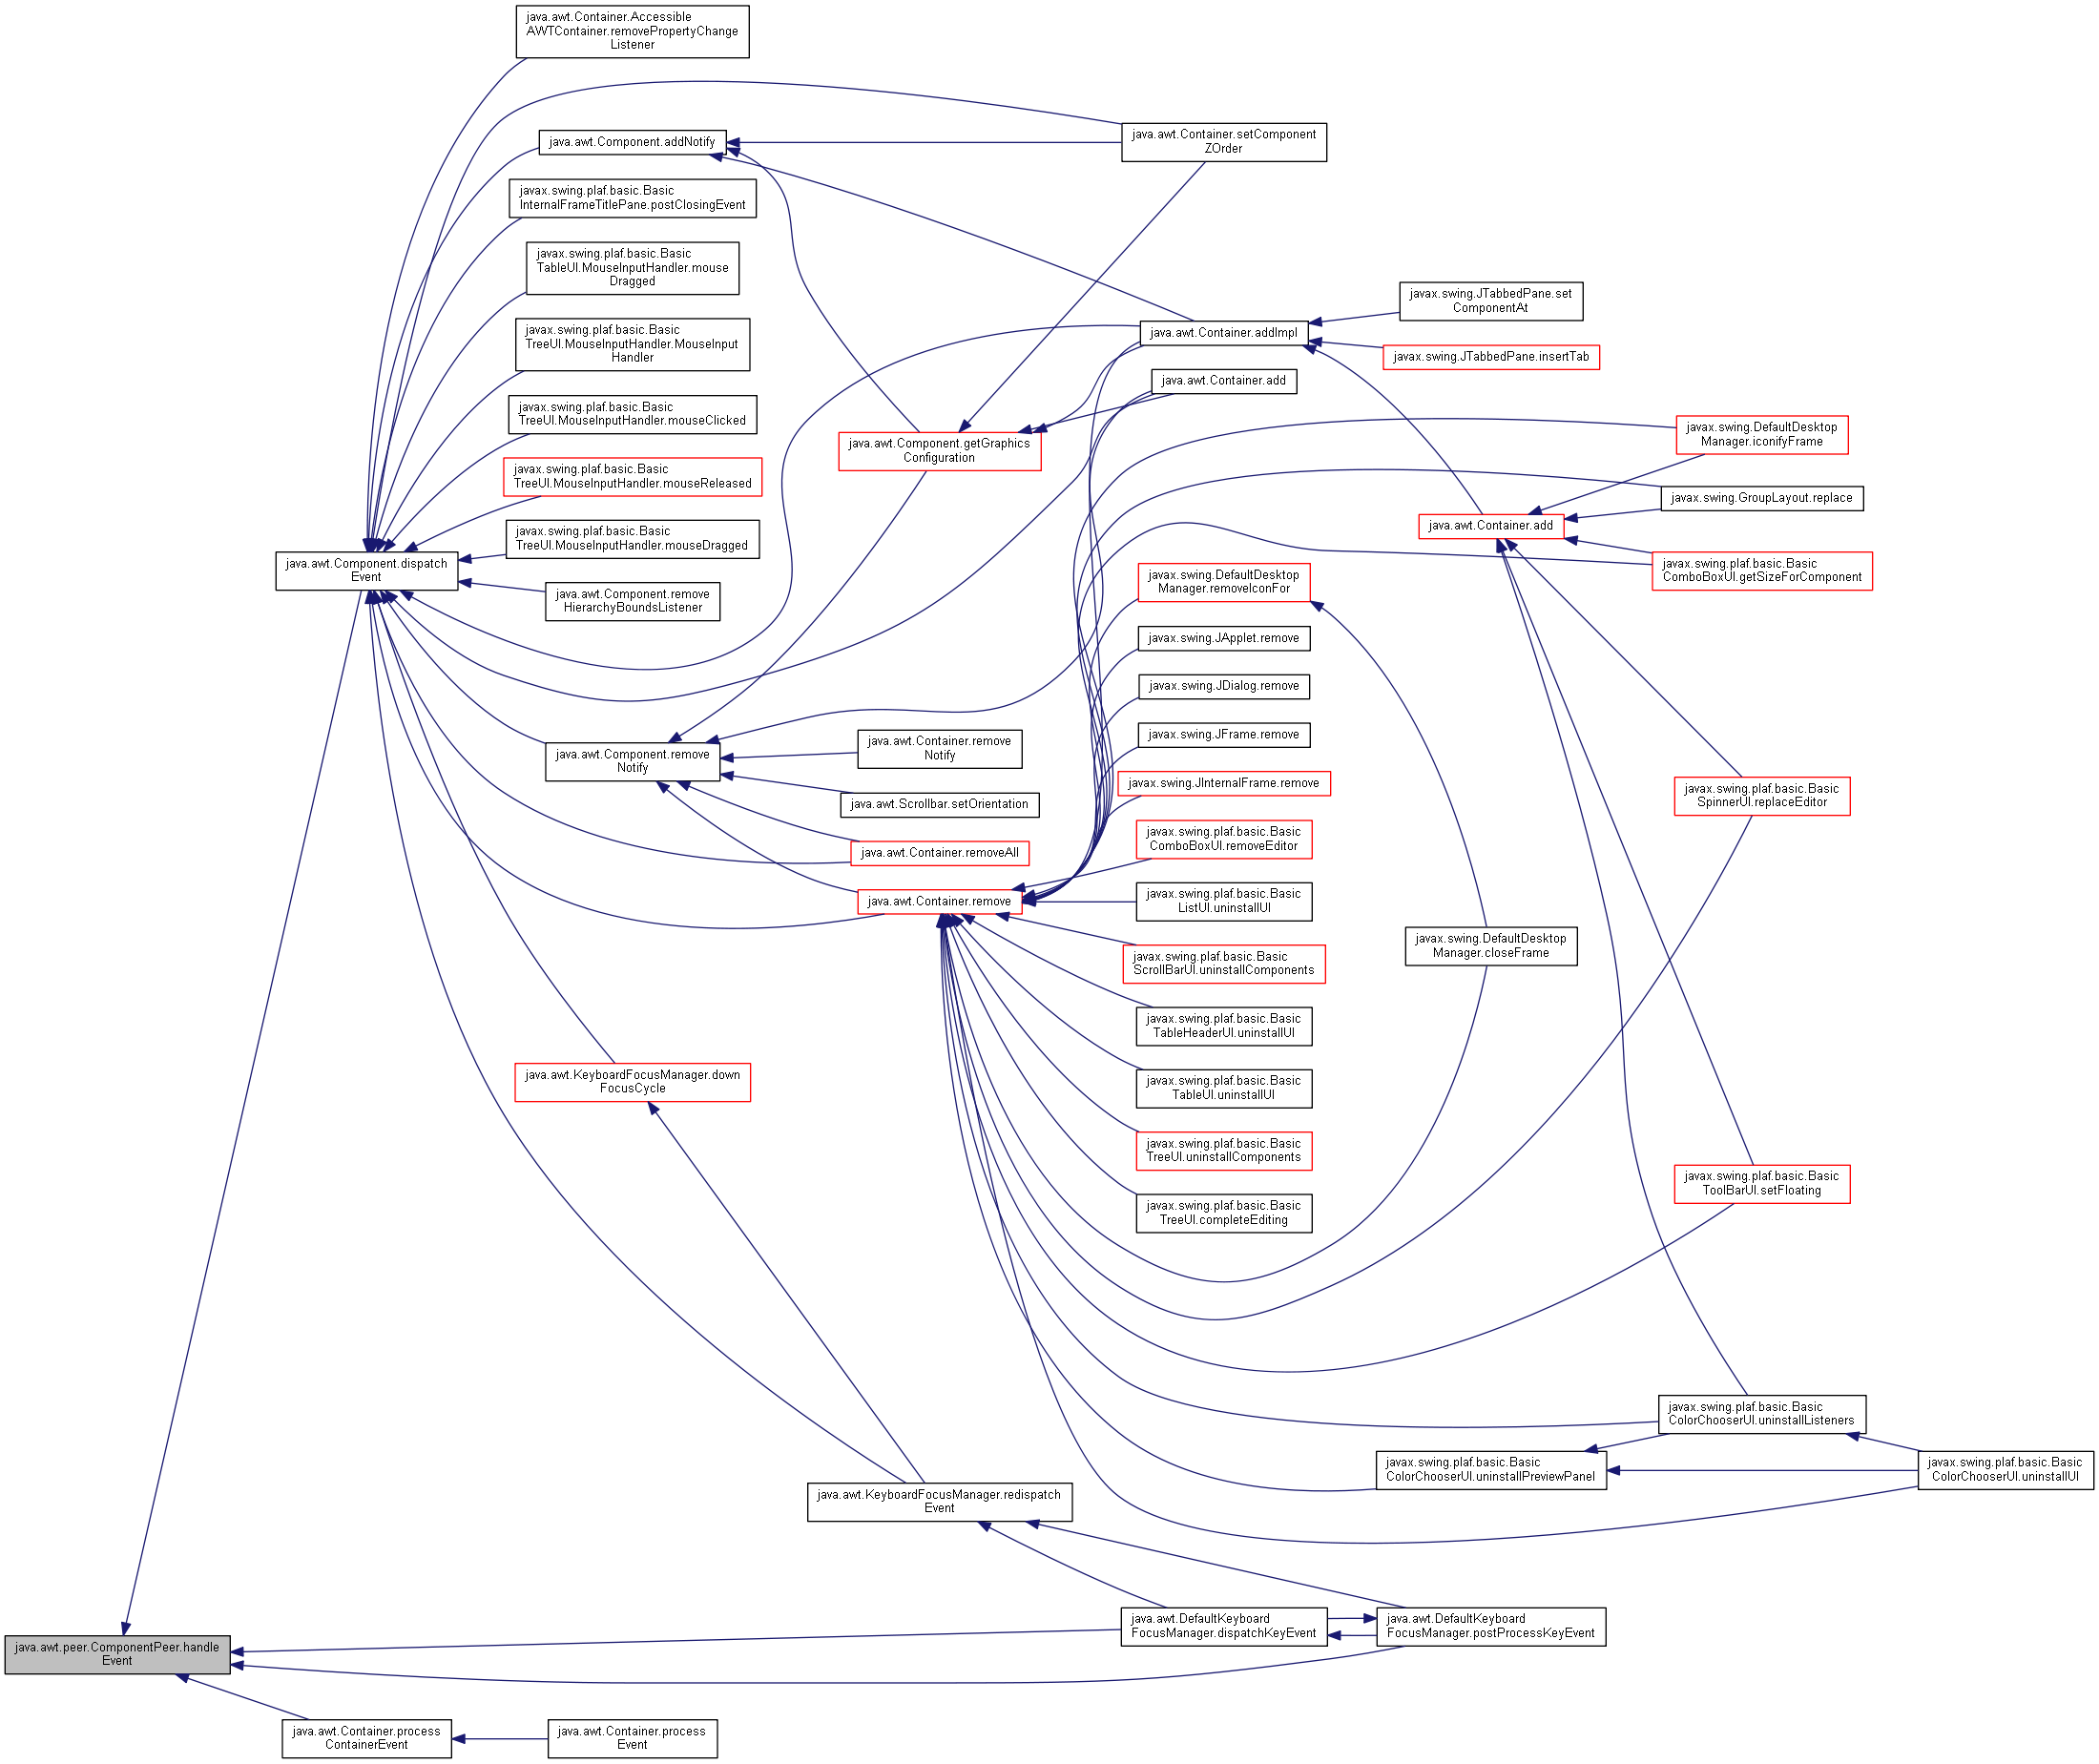 java.awt.Container.Accessible
AWTContainer.removePropertyChange
Listener
java.awt.Component.addNotify
java.awt.Container.setComponent
ZOrder
javax.swing.plaf.basic.Basic
InternalFrameTitlePane.postClosingEvent
javax.swing.plaf.basic.Basic
TableUI.MouseInputHandler.mouse
Dragged
javax.swing.JTabbedPane.set
ComponentAt
javax.swing.plaf.basic.Basic
TreeUI.MouseInputHandler.MouseInput
Handler
java.awt.Container.addImpl
javax.swing.JTabbedPane.insertTab
java.awt.Container.add
javax.swing.plaf.basic.Basic
TreeUI.MouseInputHandler.mouseClicked
java.awt.Component.getGraphics
Configuration
javax.swing.DefaultDesktop
Manager.iconifyFrame
javax.swing.plaf.basic.Basic
TreeUI.MouseInputHandler.mouseReleased
javax.swing.GroupLayout.replace
java.awt.Container.add
javax.swing.plaf.basic.Basic
TreeUI.MouseInputHandler.mouseDragged
java.awt.Component.dispatch
Event
javax.swing.plaf.basic.Basic
ComboBoxUI.getSizeForComponent
javax.swing.DefaultDesktop
Manager.removeIconFor
java.awt.Component.remove
HierarchyBoundsListener
javax.swing.JApplet.remove
javax.swing.JDialog.remove
javax.swing.JFrame.remove
java.awt.Component.remove
Notify
java.awt.Container.remove
Notify
javax.swing.JInternalFrame.remove
java.awt.Scrollbar.setOrientation
javax.swing.plaf.basic.Basic
SpinnerUI.replaceEditor
javax.swing.plaf.basic.Basic
ComboBoxUI.removeEditor
java.awt.Container.removeAll
java.awt.Container.remove
javax.swing.plaf.basic.Basic
ListUI.uninstallUI
javax.swing.DefaultDesktop
Manager.closeFrame
javax.swing.plaf.basic.Basic
ScrollBarUI.uninstallComponents
javax.swing.plaf.basic.Basic
TableHeaderUI.uninstallUI
java.awt.KeyboardFocusManager.down
FocusCycle
javax.swing.plaf.basic.Basic
TableUI.uninstallUI
javax.swing.plaf.basic.Basic
TreeUI.uninstallComponents
javax.swing.plaf.basic.Basic
ToolBarUI.setFloating
javax.swing.plaf.basic.Basic
TreeUI.completeEditing
javax.swing.plaf.basic.Basic
ColorChooserUI.uninstallListeners
javax.swing.plaf.basic.Basic
ColorChooserUI.uninstallPreviewPanel
javax.swing.plaf.basic.Basic
ColorChooserUI.uninstallUI
java.awt.KeyboardFocusManager.redispatch
Event
java.awt.DefaultKeyboard
FocusManager.dispatchKeyEvent
java.awt.DefaultKeyboard
FocusManager.postProcessKeyEvent
java.awt.peer.ComponentPeer.handle
Event
java.awt.Container.process
ContainerEvent
java.awt.Container.process
Event